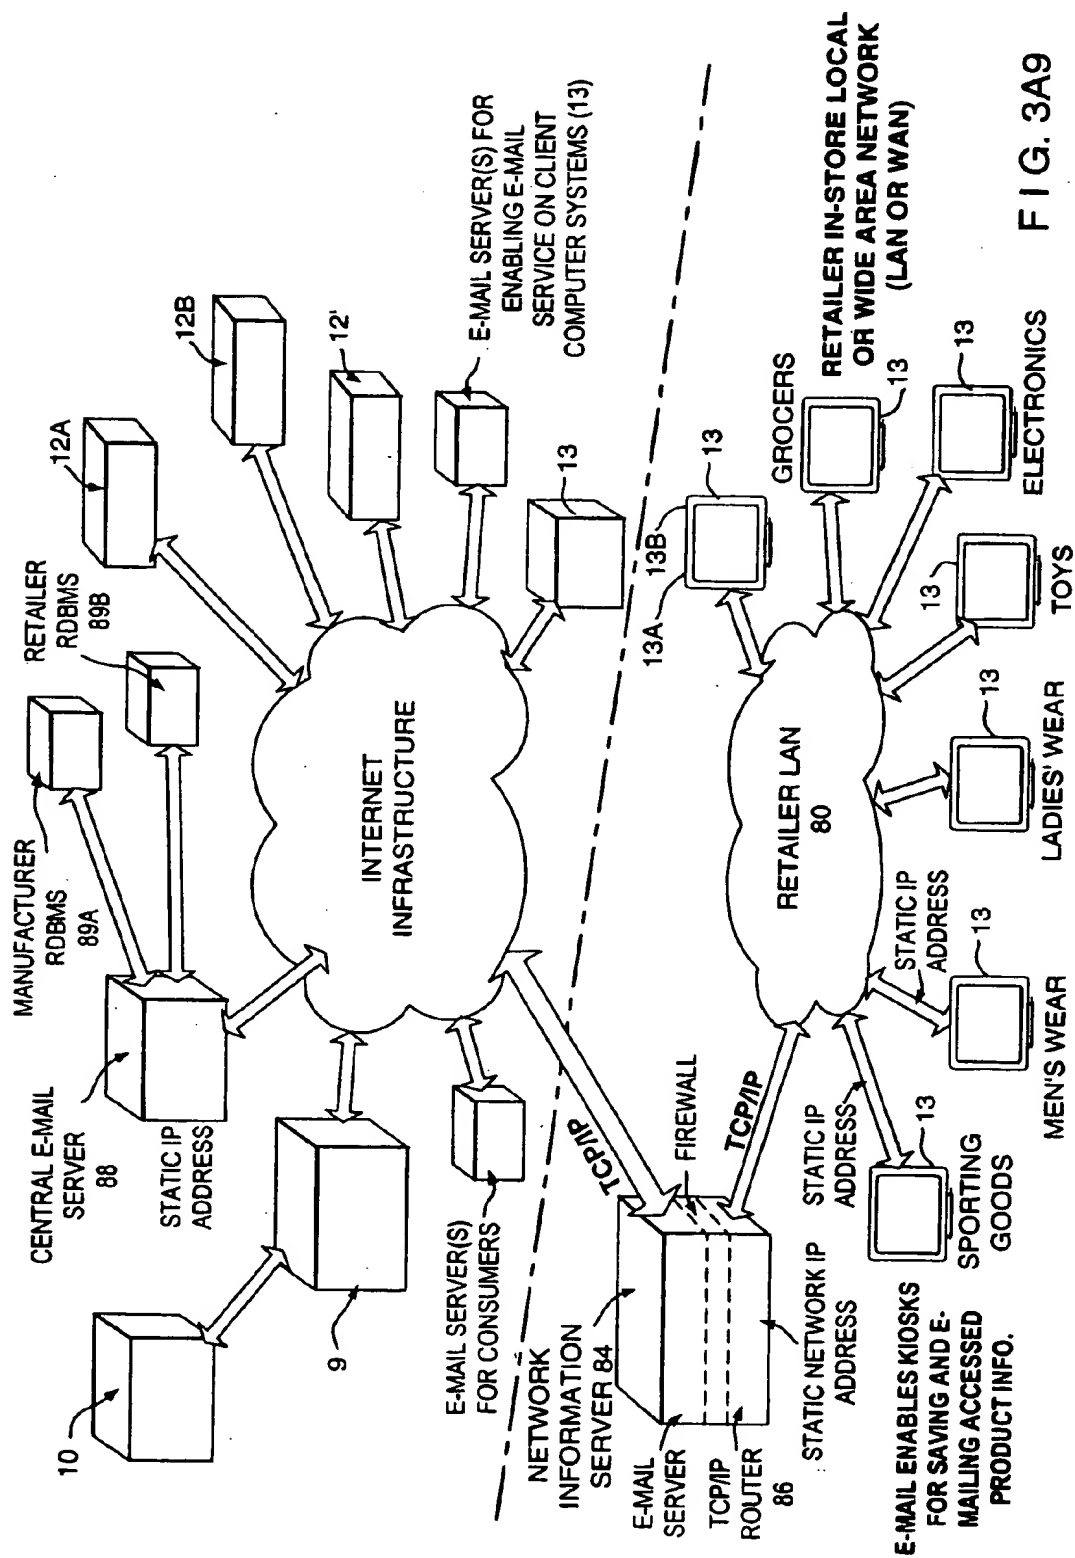 10
9
CENTRAL E-MAIL
SERVER
88
STATIC IP
ADDRESS
MANUFACTURER
RDBMS
89A
RETAILER
RDBMS
89B
12A
12B
12'
E-MAIL SERVER(S) FOR
ENABLING E-MAIL
SERVICE ON CLIENT
COMPUTER SYSTEMS (13)
13
INTERNET
INFRASTRUCTURE
E-MAIL SERVER(S)
FOR CONSUMERS
TCP/IP
NETWORK
INFORMATION
SERVER 84
E-MAIL
SERVER
TCP/IP
ROUTER
86
FIREWALL
STATIC NETWORK IP
ADDRESS
TCP/IP
RETAILER LAN
80
13A
13B
13
GROCERS
13
RETAILER IN-STORE LOCAL
OR WIDE AREA NETWORK
(LAN OR WAN)
13
ELECTRONICS
13
TOYS
13
LADIES' WEAR
STATIC IP
ADDRESS
13
MEN'S WEAR
STATIC IP
ADDRESS
13
SPORTING
GOODS
E-MAIL ENABLES KIOSKS
FOR SAVING AND E-
MAILING ACCESSED
PRODUCT INFO.
FIG. 3A9